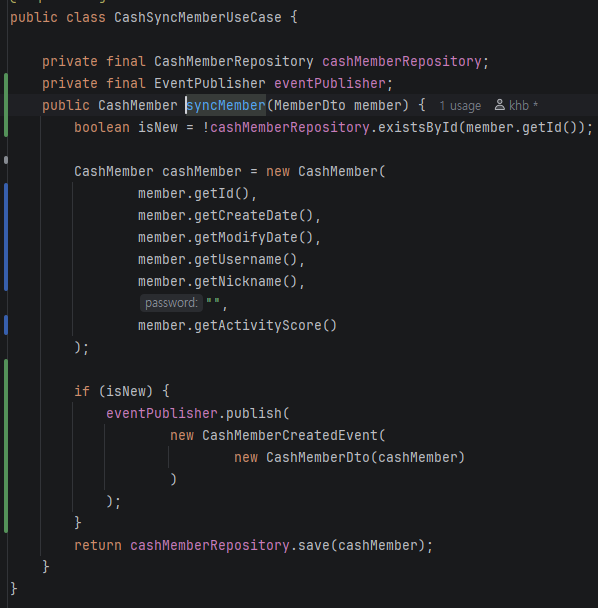 public class CashSyncMemberUseCase {
private final CashMemberRepository cashMemberRepository;
private final EventPublisher eventPublisher;
public CashMember syncMember(MemberDto member) { 1 usage khb *
boolean isNew = !cashMemberRepository.existsById(member.getId());
CashMember cashMember = new CashMember(
member.getId(),
member.getCreateDate(),
member.getModifyDate(),
member.getUsername(),
member.getNickname(),
password: "",
member.getActivityScore()
);
if (isNew) {
eventPublisher.publish(
new CashMemberCreatedEvent(
new CashMemberDto(cashMember)
)
);
}
return cashMemberRepository.save(cashMember);
}
}